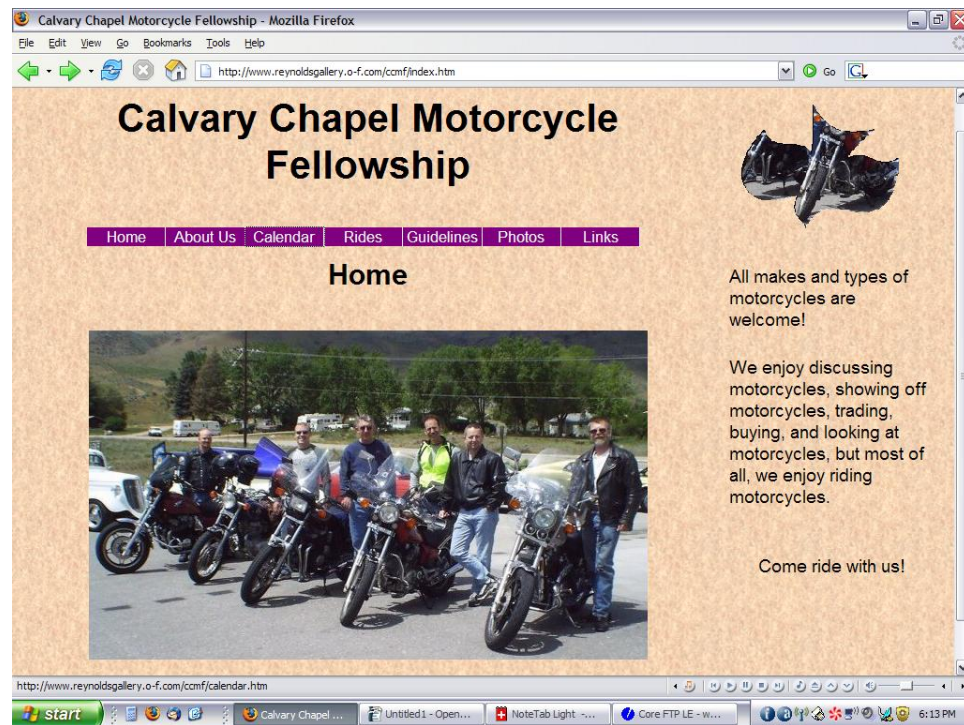 Calvary Chapel Motorcycle Fellowship - Mozilla Firefox
File Edit View Go Bookmarks Tools Help
http://www.reynoldsgallery.o-f.com/ccmf/index.htm Go G
Calvary Chapel Motorcycle
Fellowship
Home About Us Calendar Rides Guidelines Photos Links
Home
All makes and types of
motorcycles are
welcome!
We enjoy discussing
motorcycles, showing off
motorcycles, trading,
buying, and looking at
motorcycles, but most of
all, we enjoy riding
motorcycles.
Come ride with us!
http://www.reynoldsgallery.o-f.com/ccmf/calendar.htm
start Calvary Chapel ... Untitled1 - Open... NoteTab Light -... Core FTP LE - w... 6:13 PM